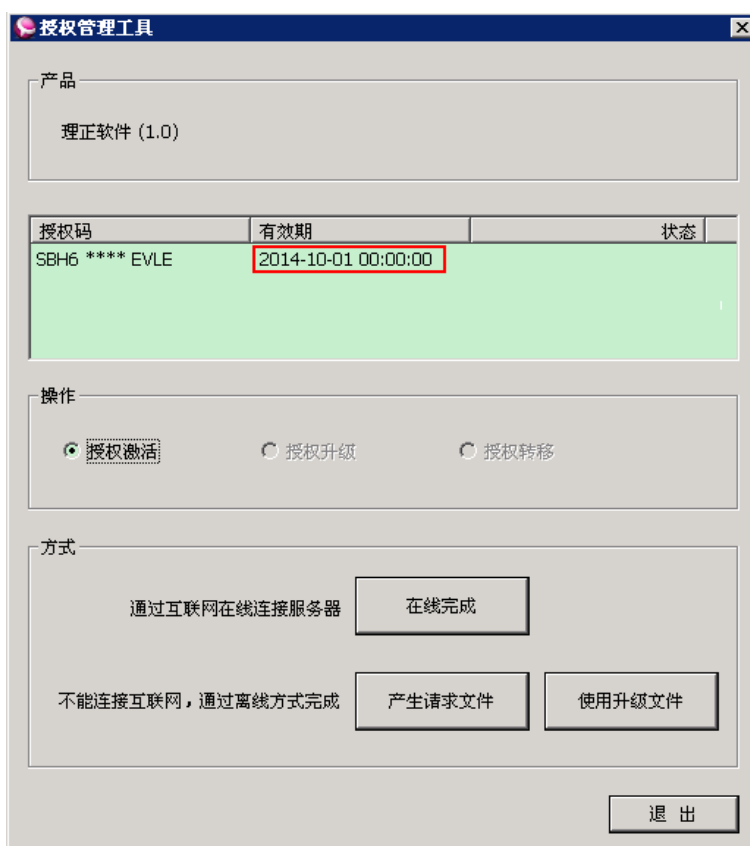 授权管理工具
产品
理正软件 (1.0)
授权码 有效期 状态
SBH6 **** EVLE 2014-10-01 00:00:00
操作
授权激活 授权升级 授权转移
方式
通过互联网在线连接服务器 在线完成
不能连接互联网，通过离线方式完成 产生请求文件 使用升级文件
退 出